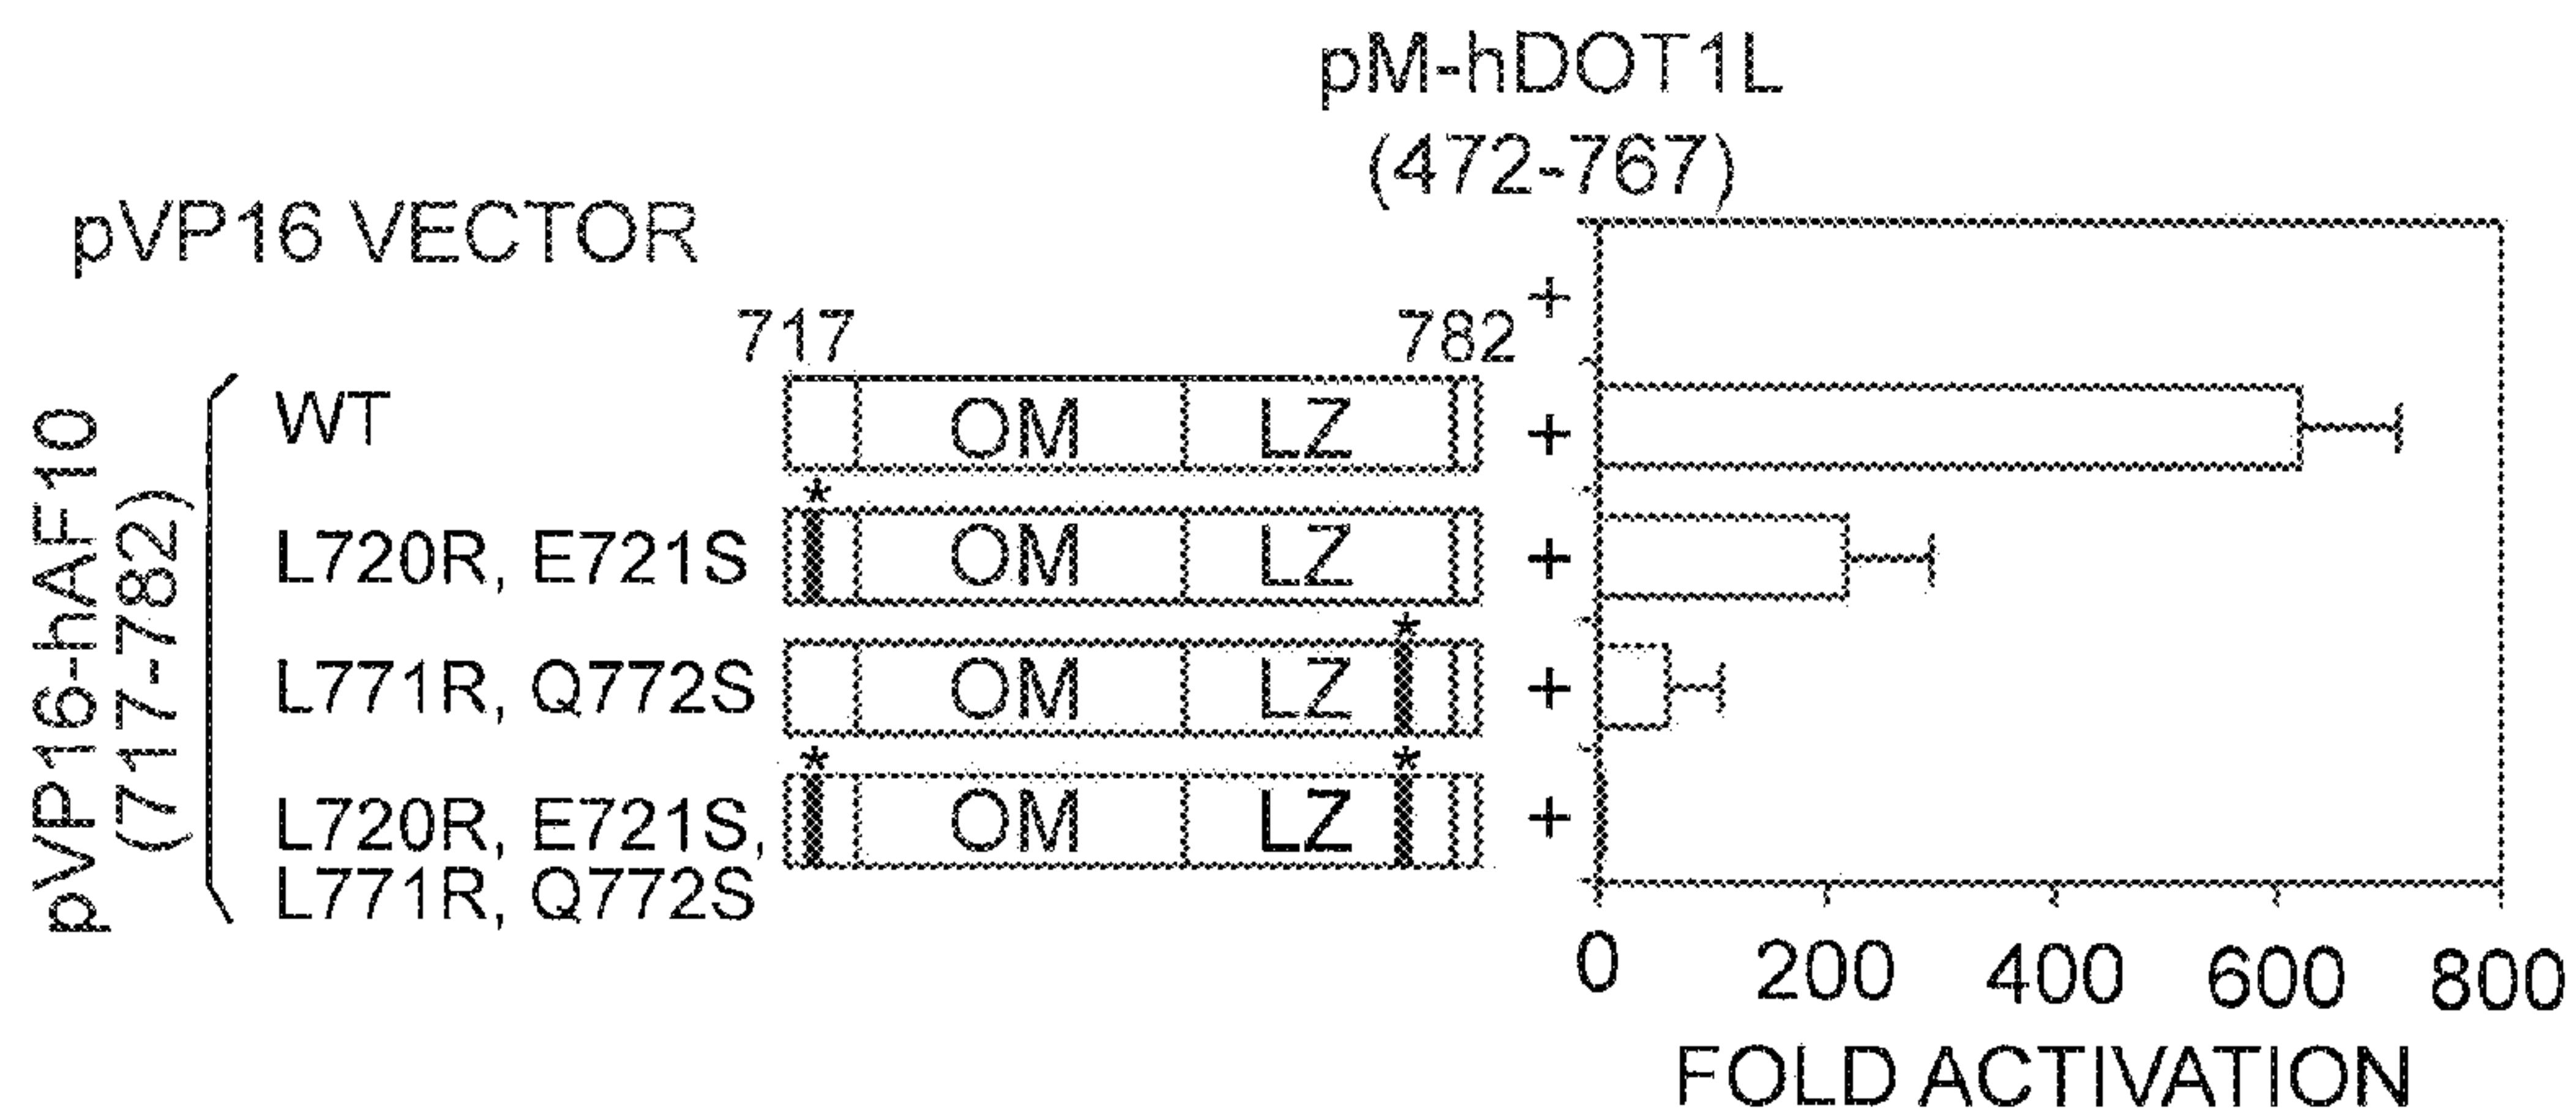 pM-hDOT1L
(472-767)
pVP16 VECTOR
+
717 782
pVP16-hAF10
(717-782)
WT OM LZ +
*
L720R, E721S OM LZ +
*
L771R, Q772S OM LZ +
* *
L720R, E721S, OM LZ +
L771R, Q772S
0 200 400 600 800
FOLD ACTIVATION